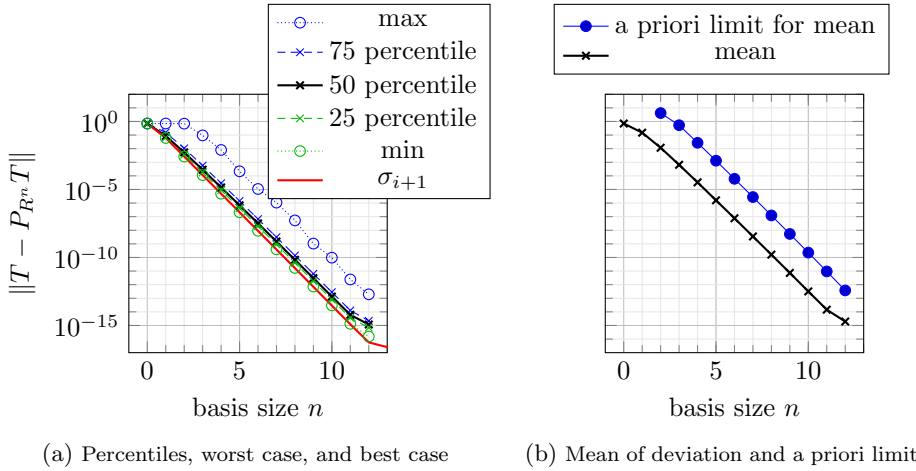 max
75 percentile
50 percentile
25 percentile
min
σ_{i+1}
10^0
10^{-5}
10^{-10}
10^{-15}
‖T − P_{R^n} T‖
0 5 10
basis size n
(a) Percentiles, worst case, and best case
a priori limit for mean
mean
0 5 10
basis size n
(b) Mean of deviation and a priori limit